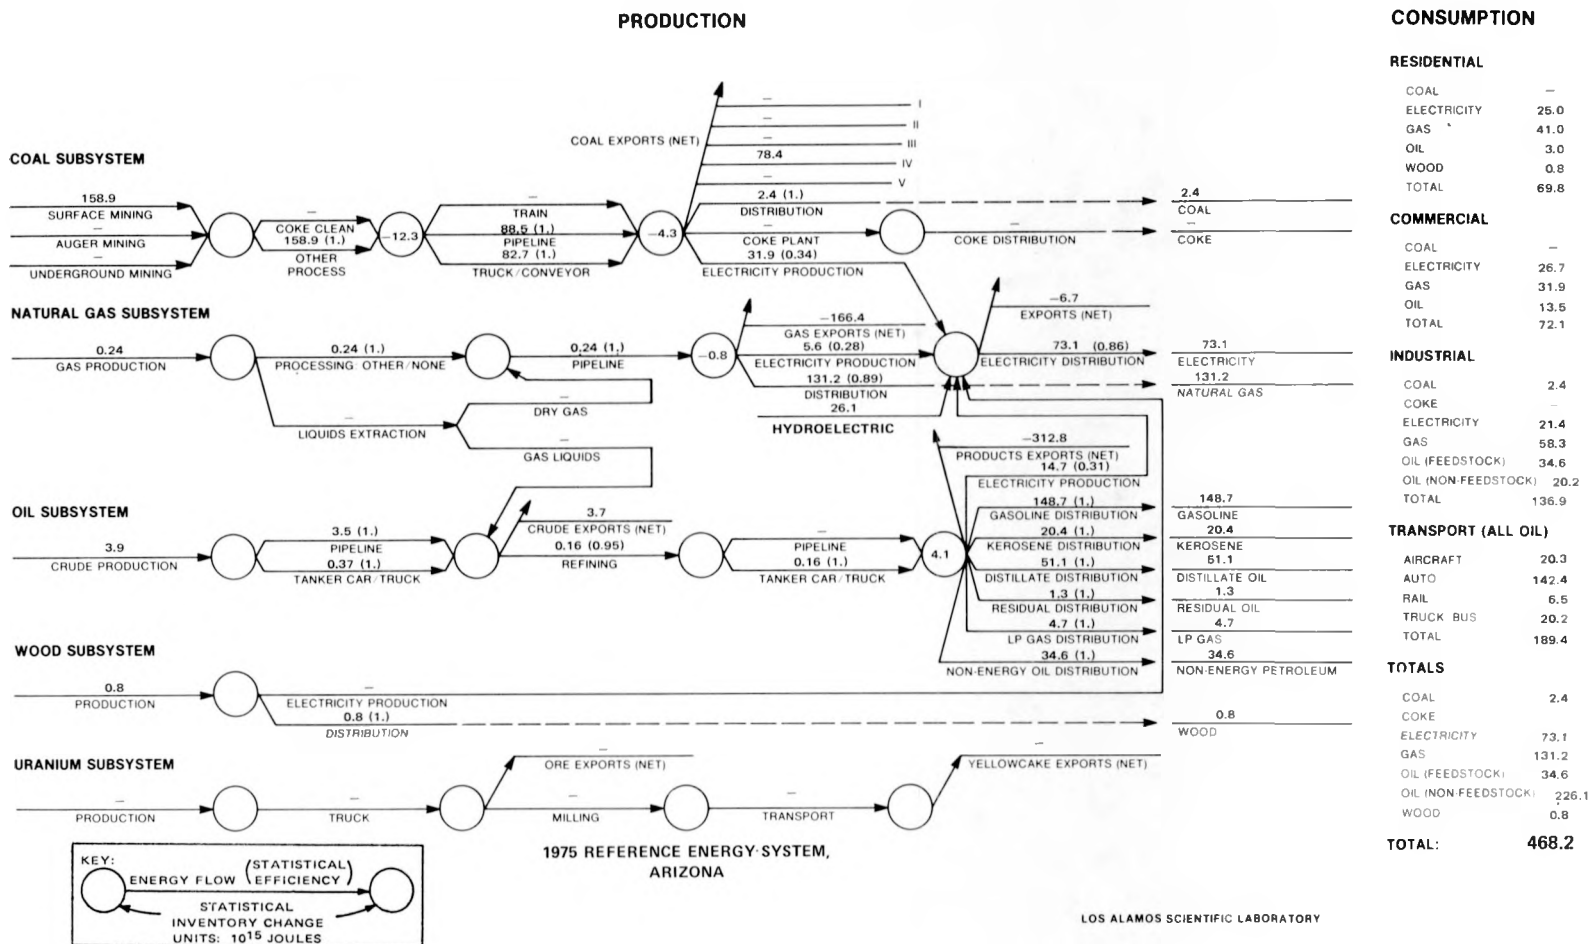 PRODUCTION
CONSUMPTION
COAL SUBSYSTEM
158.9
SURFACE MINING
–
AUGER MINING
–
UNDERGROUND MINING
–
COKE CLEAN
158.9 (1.)
OTHER
PROCESS
–12.3
–
TRAIN
88.5 (1.)
PIPELINE
82.7 (1.)
TRUCK/CONVEYOR
–4.3
COAL EXPORTS (NET)
– I
– II
– III
78.4 IV
– V
2.4 (1.)
DISTRIBUTION
2.4
COAL
–
COKE PLANT
COKE DISTRIBUTION
–
COKE
31.9 (0.34)
ELECTRICITY PRODUCTION
NATURAL GAS SUBSYSTEM
0.24
GAS PRODUCTION
0.24 (1.)
PROCESSING: OTHER/NONE
0.24 (1.)
PIPELINE
–0.8
–166.4
GAS EXPORTS (NET)
5.6 (0.28)
ELECTRICITY PRODUCTION
131.2 (0.89)
DISTRIBUTION
26.1
HYDROELECTRIC
–6.7
EXPORTS (NET)
73.1 (0.86)
ELECTRICITY DISTRIBUTION
73.1
ELECTRICITY
131.2
NATURAL GAS
–
LIQUIDS EXTRACTION
–
DRY GAS
–
GAS LIQUIDS
OIL SUBSYSTEM
3.9
CRUDE PRODUCTION
3.5 (1.)
PIPELINE
0.37 (1.)
TANKER CAR/TRUCK
3.7
CRUDE EXPORTS (NET)
0.16 (0.95)
REFINING
–
PIPELINE
0.16 (1.)
TANKER CAR/TRUCK
4.1
–312.8
PRODUCTS EXPORTS (NET)
14.7 (0.31)
ELECTRICITY PRODUCTION
148.7 (1.)
GASOLINE DISTRIBUTION
148.7
GASOLINE
20.4 (1.)
KEROSENE DISTRIBUTION
20.4
KEROSENE
51.1 (1.)
DISTILLATE DISTRIBUTION
51.1
DISTILLATE OIL
1.3 (1.)
RESIDUAL DISTRIBUTION
1.3
RESIDUAL OIL
4.7 (1.)
LP GAS DISTRIBUTION
4.7
LP GAS
34.6 (1.)
NON-ENERGY OIL DISTRIBUTION
34.6
NON-ENERGY PETROLEUM
WOOD SUBSYSTEM
0.8
PRODUCTION
–
ELECTRICITY PRODUCTION
0.8 (1.)
DISTRIBUTION
0.8
WOOD
URANIUM SUBSYSTEM
–
PRODUCTION
–
TRUCK
–
ORE EXPORTS (NET)
–
MILLING
–
TRANSPORT
–
YELLOWCAKE EXPORTS (NET)
KEY:
ENERGY FLOW (STATISTICAL EFFICIENCY)
STATISTICAL
INVENTORY CHANGE
UNITS: 10^15 JOULES
1975 REFERENCE ENERGY SYSTEM,
ARIZONA
LOS ALAMOS SCIENTIFIC LABORATORY
RESIDENTIAL
COAL –
ELECTRICITY 25.0
GAS 41.0
OIL 3.0
WOOD 0.8
TOTAL 69.8
COMMERCIAL
COAL –
ELECTRICITY 26.7
GAS 31.9
OIL 13.5
TOTAL 72.1
INDUSTRIAL
COAL 2.4
COKE –
ELECTRICITY 21.4
GAS 58.3
OIL (FEEDSTOCK) 34.6
OIL (NON-FEEDSTOCK) 20.2
TOTAL 136.9
TRANSPORT (ALL OIL)
AIRCRAFT 20.3
AUTO 142.4
RAIL 6.5
TRUCK BUS 20.2
TOTAL 189.4
TOTALS
COAL 2.4
COKE
ELECTRICITY 73.1
GAS 131.2
OIL (FEEDSTOCK) 34.6
OIL (NON-FEEDSTOCK) 226.1
WOOD 0.8
TOTAL: 468.2